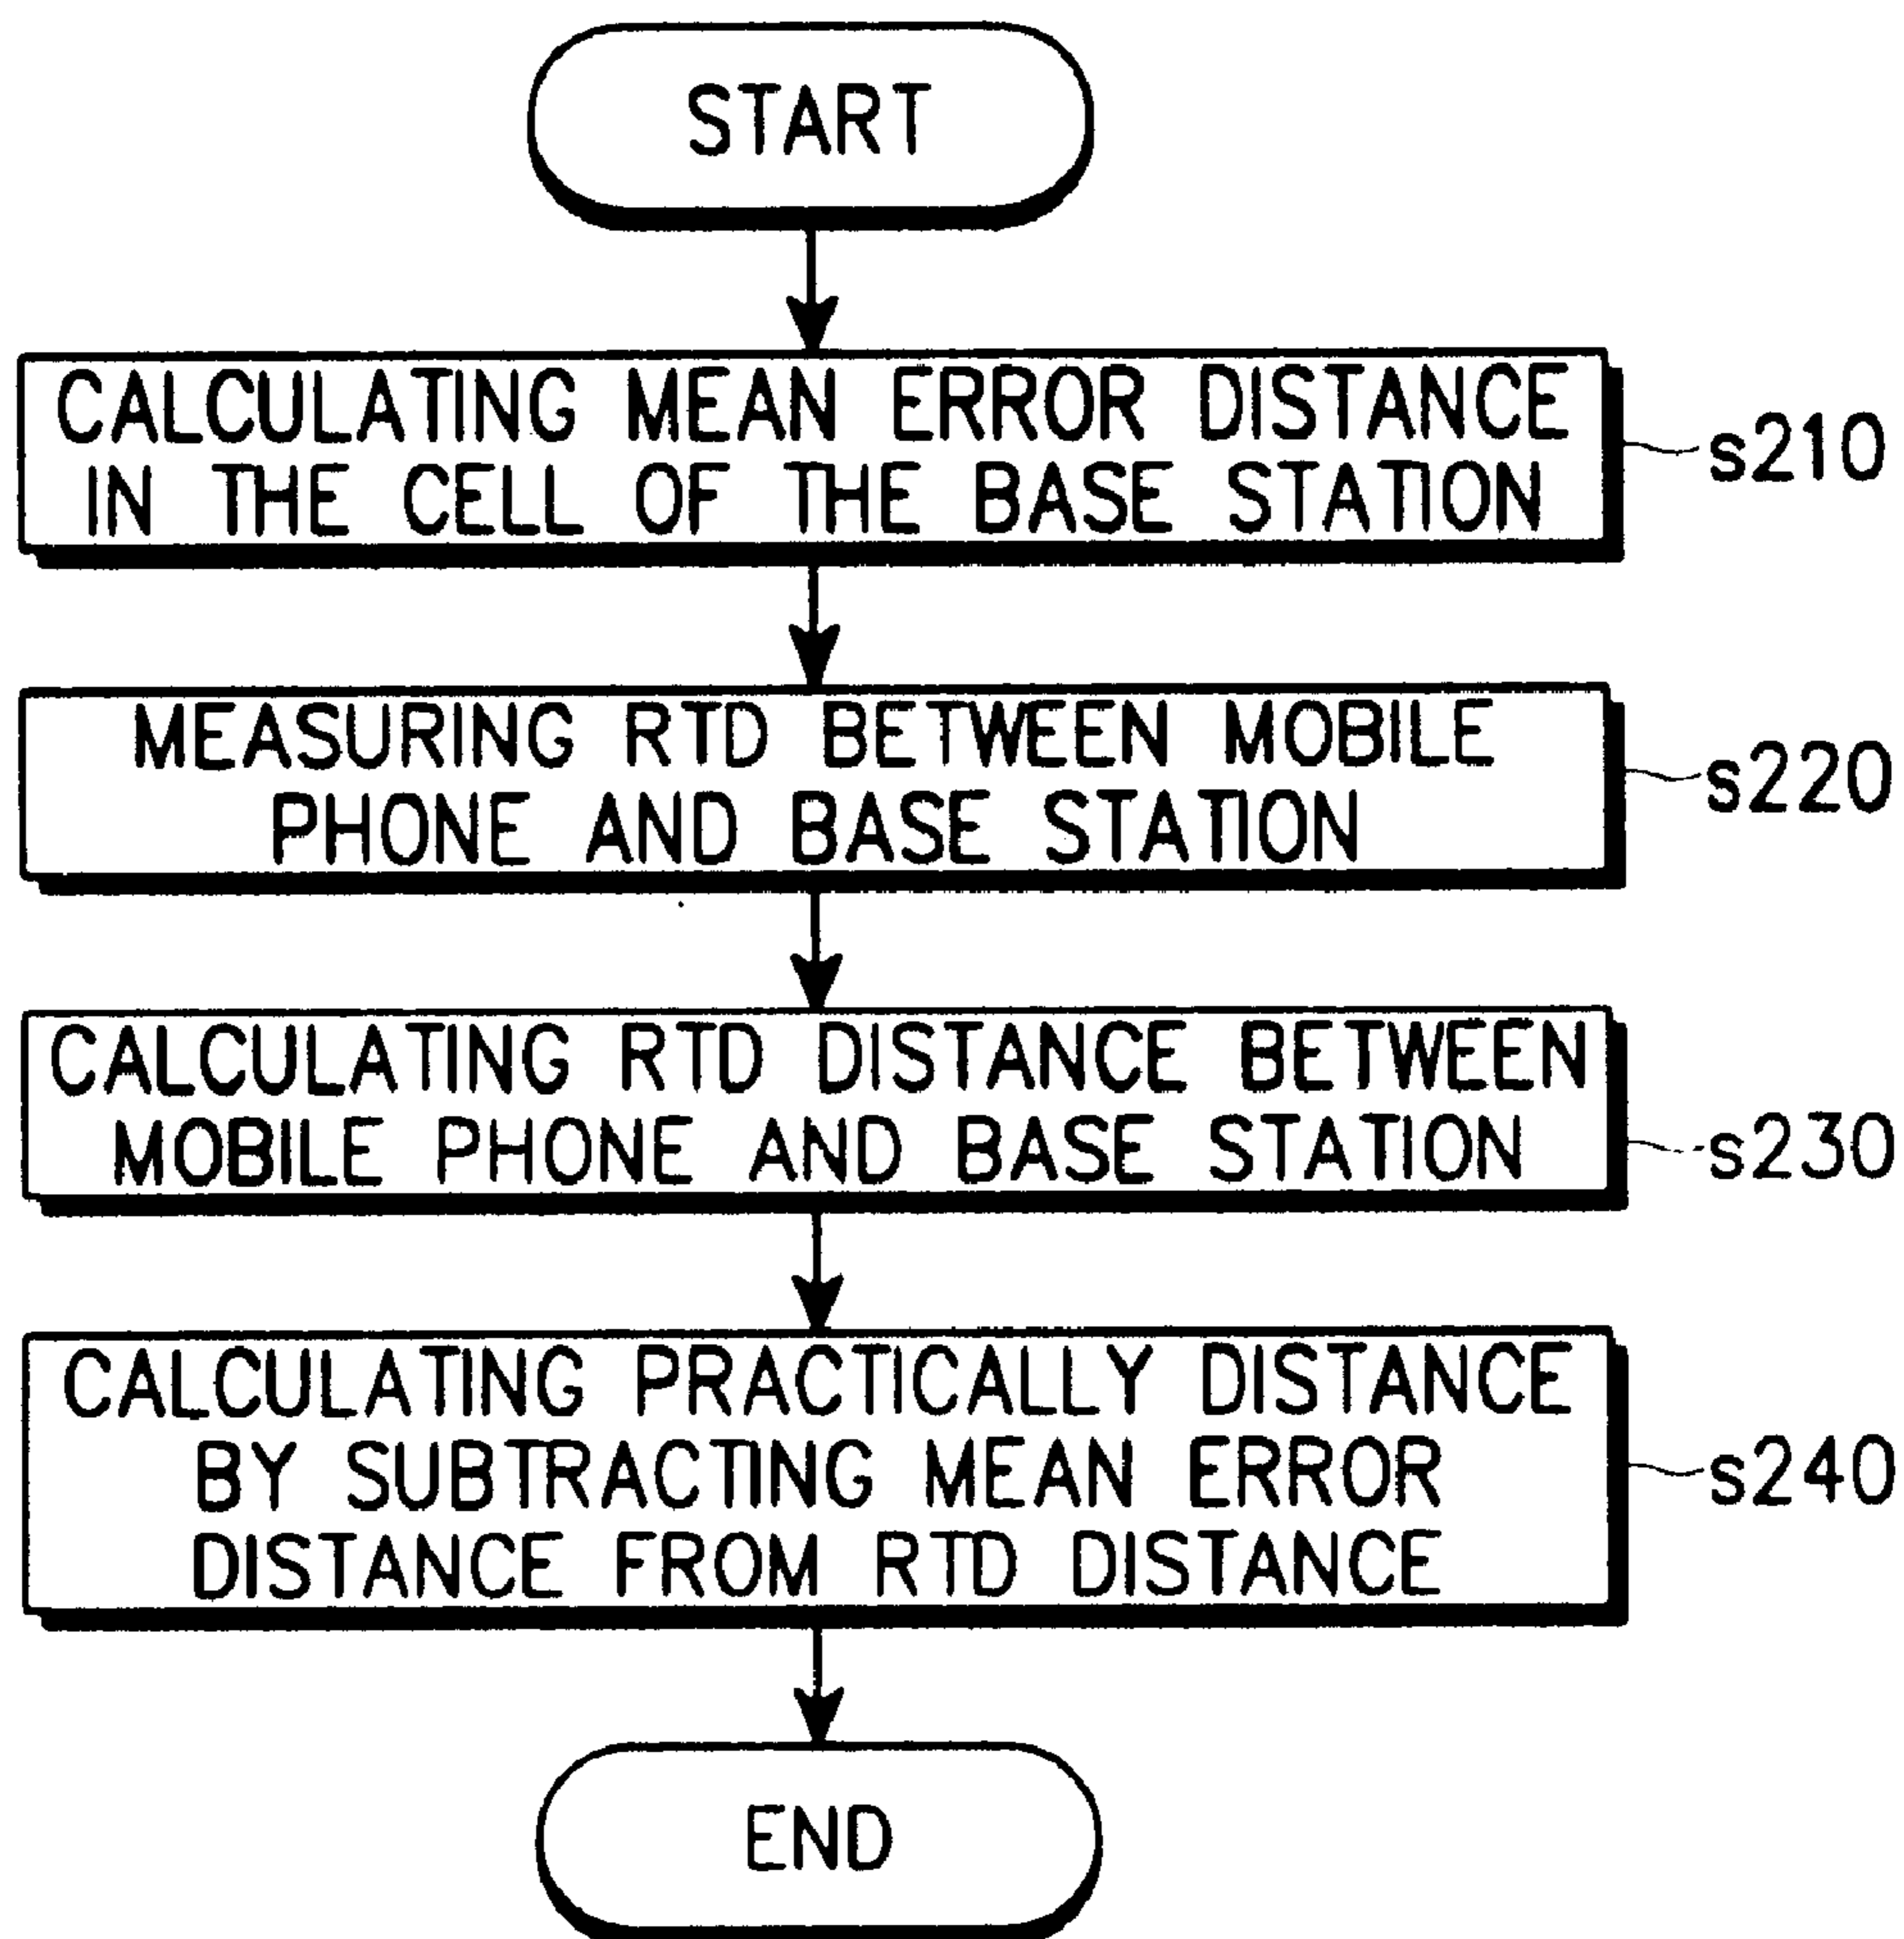 START
CALCULATING MEAN ERROR DISTANCE
IN THE CELL OF THE BASE STATION
s210
MEASURING RTD BETWEEN MOBILE
PHONE AND BASE STATION
s220
CALCULATING RTD DISTANCE BETWEEN
MOBILE PHONE AND BASE STATION
s230
CALCULATING PRACTICALLY DISTANCE
BY SUBTRACTING MEAN ERROR
DISTANCE FROM RTD DISTANCE
s240
END